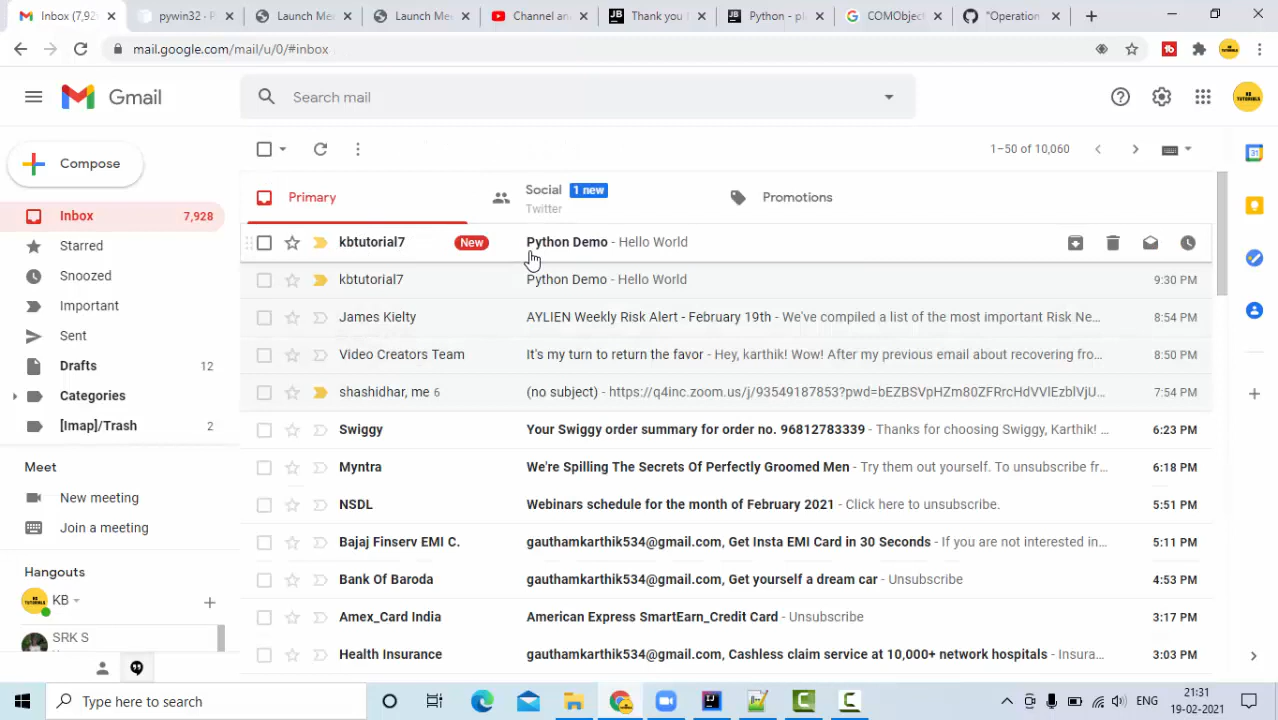 Inbox (7,92
pywin32 · P
Launch Me
Launch Me
Channel an
Thank you
Python - pl
COMObject
"Operation
mail.google.com/mail/u/0/#inbox
Gmail
Search mail
Compose
1–50 of 10,060
Inbox 7,928
Starred
Snoozed
Important
Sent
Drafts 12
Categories
[Imap]/Trash 2
Meet
New meeting
Join a meeting
Hangouts
KB
SRK S
Primary
Social 1 new
Twitter
Promotions
kbtutorial7 New Python Demo - Hello World
kbtutorial7 Python Demo - Hello World 9:30 PM
James Kielty AYLIEN Weekly Risk Alert - February 19th - We've compiled a list of the most important Risk Ne... 8:54 PM
Video Creators Team It's my turn to return the favor - Hey, karthik! Wow! After my previous email about recovering fro... 8:50 PM
shashidhar, me 6 (no subject) - https://q4inc.zoom.us/j/93549187853?pwd=bEZBSVpHZm80ZFRrcHdVVlEzblVjU... 7:54 PM
Swiggy Your Swiggy order summary for order no. 96812783339 - Thanks for choosing Swiggy, Karthik! ... 6:23 PM
Myntra We're Spilling The Secrets Of Perfectly Groomed Men - Try them out yourself. To unsubscribe fr... 6:18 PM
NSDL Webinars schedule for the month of February 2021 - Click here to unsubscribe. 5:51 PM
Bajaj Finserv EMI C. gauthamkarthik534@gmail.com, Get Insta EMI Card in 30 Seconds - If you are not interested in... 5:11 PM
Bank Of Baroda gauthamkarthik534@gmail.com, Get yourself a dream car - Unsubscribe 4:53 PM
Amex_Card India American Express SmartEarn_Credit Card - Unsubscribe 3:17 PM
Health Insurance gauthamkarthik534@gmail.com, Cashless claim service at 10,000+ network hospitals - Insura... 3:03 PM
Type here to search
ENG
21:31
19-02-2021